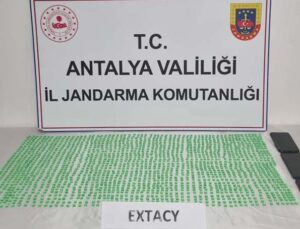 T.C.
ANTALYA VALİLİĞİ
İL JANDARMA KOMUTANLIĞI
EXTACY